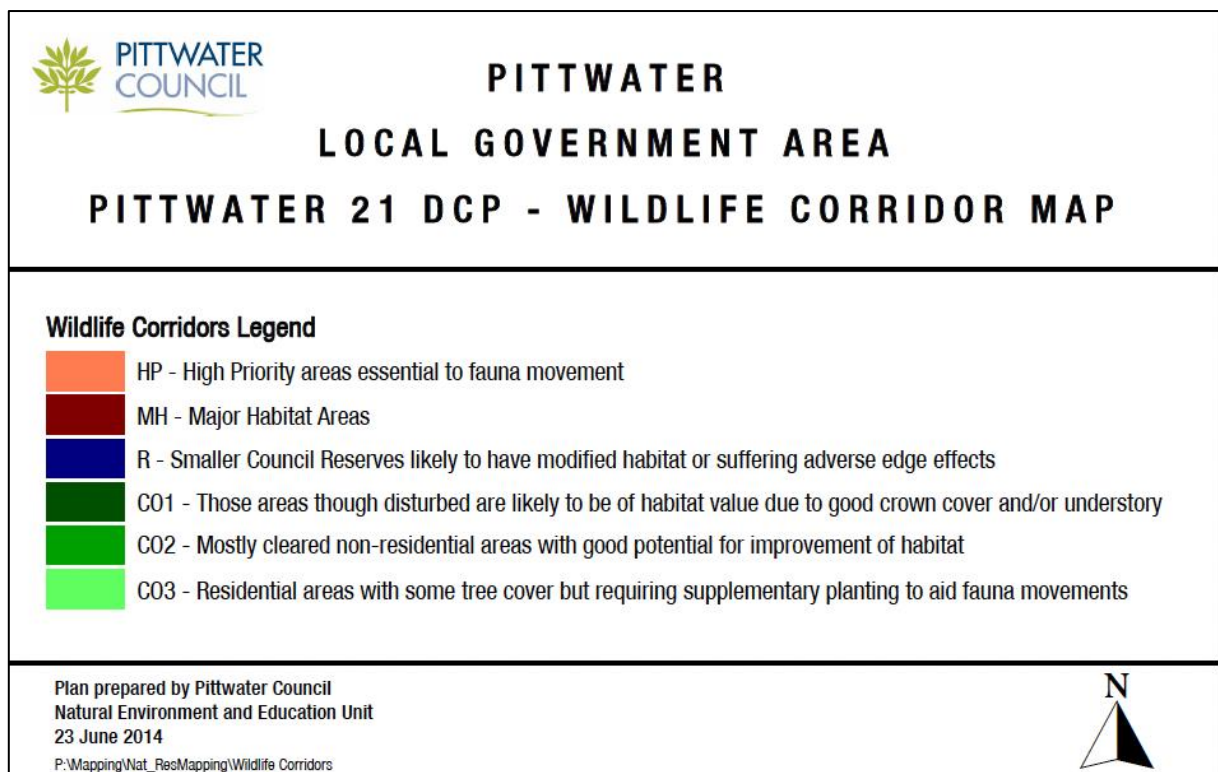 PITTWATER
COUNCIL
PITTWATER
LOCAL GOVERNMENT AREA
PITTWATER 21 DCP - WILDLIFE CORRIDOR MAP
Wildlife Corridors Legend
HP - High Priority areas essential to fauna movement
MH - Major Habitat Areas
R - Smaller Council Reserves likely to have modified habitat or suffering adverse edge effects
CO1 - Those areas though disturbed are likely to be of habitat value due to good crown cover and/or understory
CO2 - Mostly cleared non-residential areas with good potential for improvement of habitat
CO3 - Residential areas with some tree cover but requiring supplementary planting to aid fauna movements
Plan prepared by Pittwater Council
Natural Environment and Education Unit
23 June 2014
P:\Mapping\Nat_ResMapping\Wildlife Corridors
N